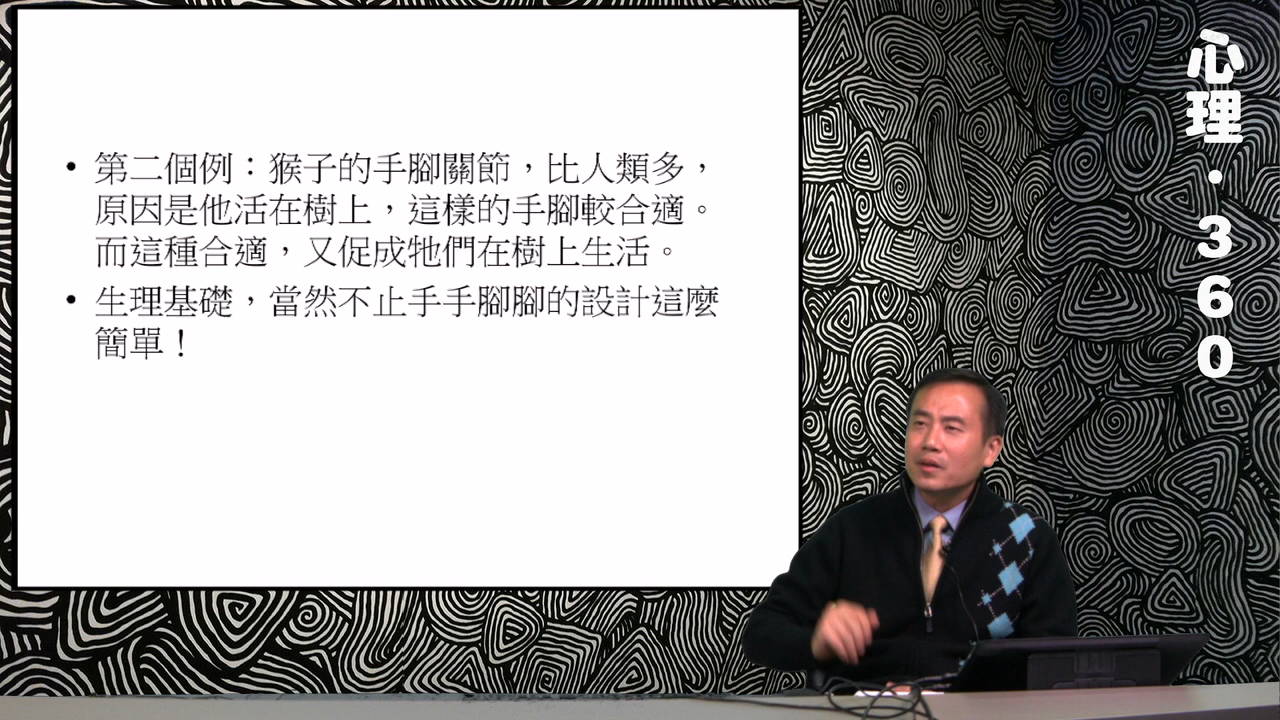 • 第二個例：猴子的手腳關節，比人類多，
原因是他活在樹上，這樣的手腳較合適。
而這種合適，又促成牠們在樹上生活。
• 生理基礎，當然不止手手腳腳的設計這麼
簡單！
心理·360